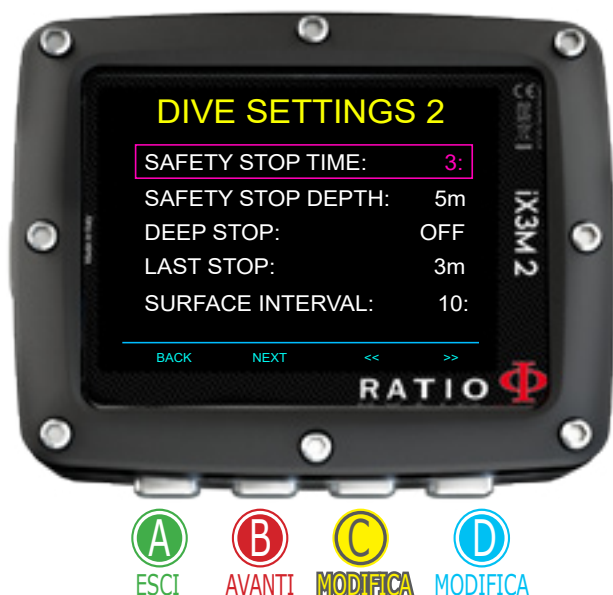 DIVE SETTINGS 2
SAFETY STOP TIME: 3:
SAFETY STOP DEPTH: 5m
DEEP STOP: OFF
LAST STOP: 3m
SURFACE INTERVAL: 10:
BACK NEXT << >>
iX3M 2
CE
RATIO
A B C D
ESCI AVANTI MODIFICA MODIFICA